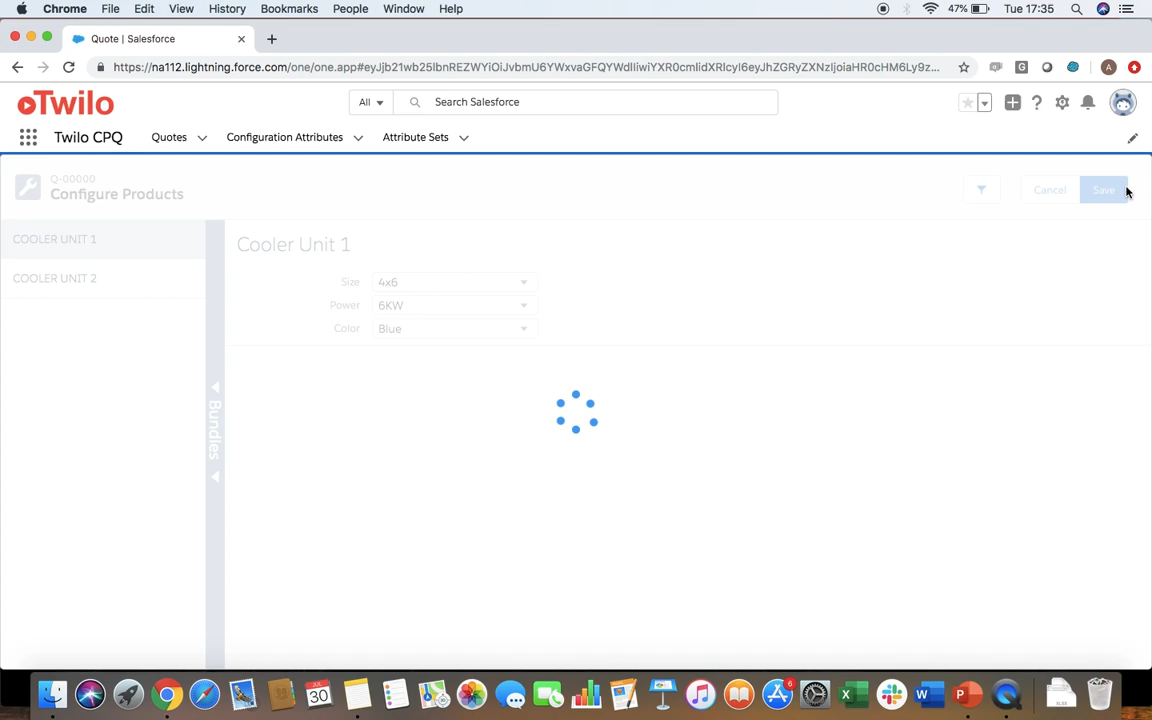 Chrome File Edit View History Bookmarks People Window Help 47% Tue 17:35
Quote | Salesforce
https://na112.lightning.force.com/one/one.app#eyJjb21wb25lbnREZWYiOiJvbmU6YWxvaGFQYWdlIiwiYXR0cmlidXRlcyI6eyJhZGRyZXNzIjoiaHR0cHM6Ly9z...
G
A
Twilo
All
Search Salesforce
Twilo CPQ
Quotes
Configuration Attributes
Attribute Sets
Q-00000
Configure Products
Cancel
Save
COOLER UNIT 1
COOLER UNIT 2
Bundles
Cooler Unit 1
Size 4x6
Power 6KW
Color Blue
JUL
30
6
X
W
P
XLSB